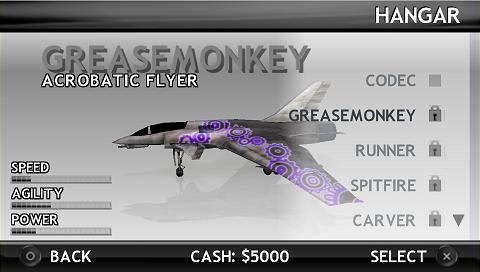 HANGAR
GREASEMONKEY
ACROBATIC FLYER
CODEC
GREASEMONKEY
RUNNER
SPITFIRE
CARVER
SPEED
AGILITY
POWER
BACK
CASH: $5000
SELECT